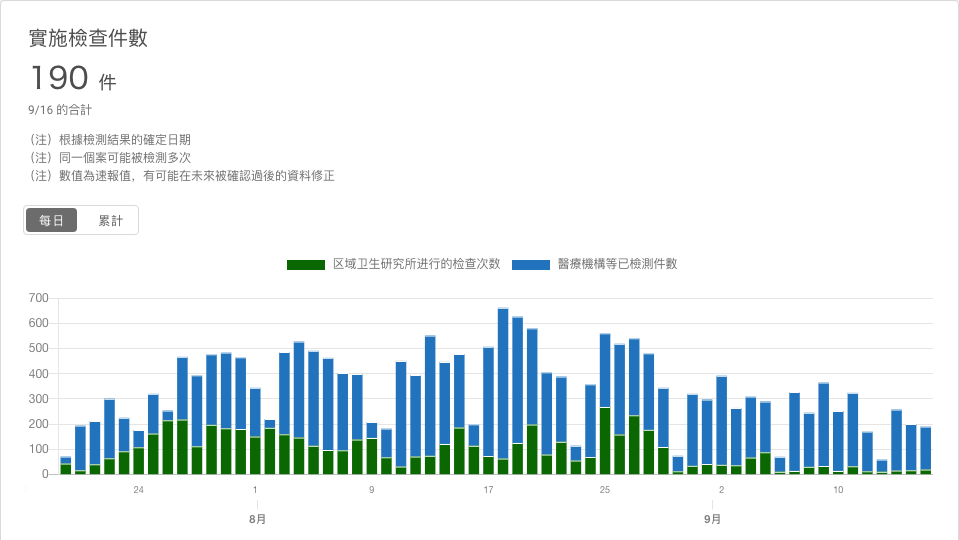 實施檢查件數
190 件
9/16 的合計
（注）根據檢測結果的確定日期
（注）同一個案可能被檢測多次
（注）數值為速報值，有可能在未來被確認過後的資料修正
每日 累計
区域卫生研究所进行的检查次数 醫療機構等已檢測件數
700
600
500
400
300
200
100
0
24 1 9 17 25 2 10
8月 9月